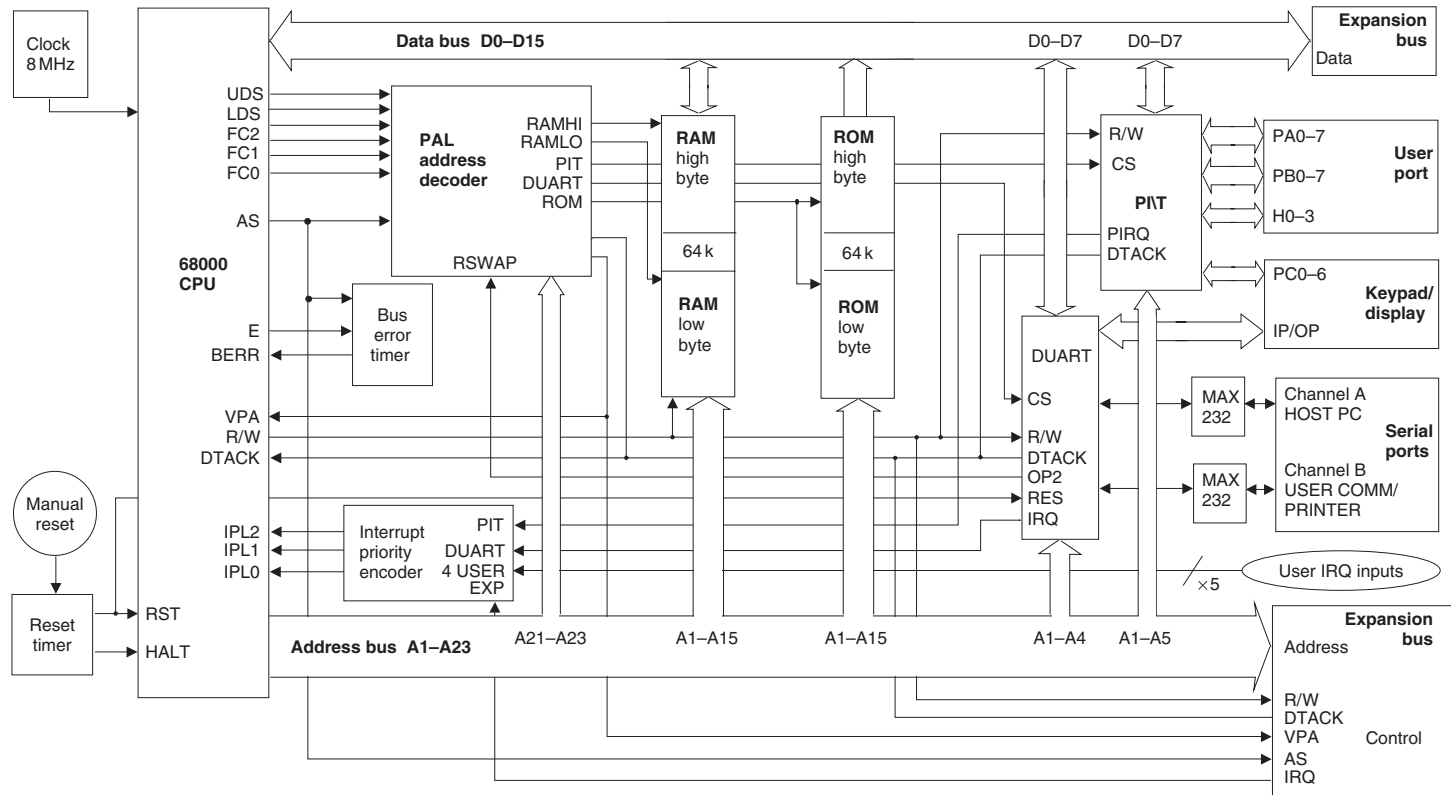 Clock
8 MHz
Data bus D0–D15
D0–D7
D0–D7
Expansion
bus
Data
UDS
LDS
FC2
FC1
FC0
AS
68000
CPU
E
BERR
VPA
R/W
DTACK
IPL2
IPL1
IPL0
RST
HALT
PAL
address
decoder
RAMHI
RAMLO
PIT
DUART
ROM
RSWAP
Bus
error
timer
RAM
high
byte
64 k
RAM
low
byte
ROM
high
byte
64 k
ROM
low
byte
R/W
CS
PI\T
PIRQ
DTACK
PA0–7
PB0–7
H0–3
User
port
PC0–6
IP/OP
Keypad/
display
DUART
CS
R/W
DTACK
OP2
RES
IRQ
MAX
232
MAX
232
Channel A
HOST PC
Serial
ports
Channel B
USER COMM/
PRINTER
Manual
reset
Reset
timer
Interrupt
priority
encoder
PIT
DUART
4 USER
EXP
×5
User IRQ inputs
Address bus A1–A23
A21–A23
A1–A15
A1–A15
A1–A4
A1–A5
Expansion
bus
Address
R/W
DTACK
VPA
Control
AS
IRQ